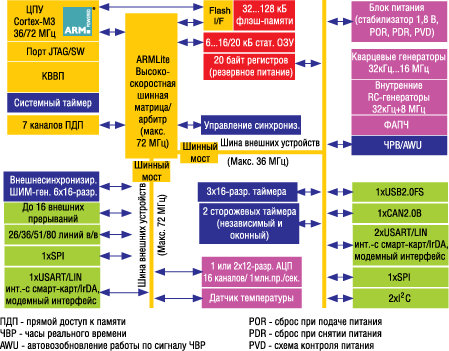 ЦПУ
Cortex-M3
36/72 МГц
ARM
POWERED
Порт JTAG/SW
КВВП
Системный таймер
7 каналов ПДП
ARMLite
Высоко-
скоростная
шинная
матрица/
арбитр
(макс.
72 МГц)
Flash
I/F
32...128 кБ
флэш-памяти
6...16/20 кБ стат. ОЗУ
20 байт регистров
(резервное питание)
Управление синхрониз.
Шина внешних устройств
(Макс. 36 МГц)
Шинный
мост
Шинный
мост
Шина внешних устройств
(Макс. 72 МГц)
Блок питания
(стабилизатор 1,8 В,
POR, PDR, PVD)
Кварцевые генераторы
32кГц...16 МГц
Внутренние
RC-генераторы
32кГц+8 МГц
ФАПЧ
ЧРВ/AWU
Внешнесинхронизир.
ШИМ-ген. 6х16-разр.
До 16 внешних
прерываний
26/36/51/80 линий в/в
1xSPI
1xUSART/LIN
инт.-с смарт-карт/IrDA,
модемный интерфейс
3х16-разр. таймера
2 сторожевых таймера
(независимый и
оконный)
1 или 2х12-разр. АЦП
16 каналов/ 1млн.пр./сек.
Датчик температуры
1xUSB2.0FS
1xCAN2.0B
2xUSART/LIN
инт.-с смарт-карт/IrDA
модемный интерфейс
1xSPI
2xI²C
ПДП - прямой доступ к памяти
ЧВР - часы реального времени
AWU - автовозобновление работы по сигналу ЧВР
POR - сброс при подаче питания
PDR - сброс при снятии питания
PVD - схема контроля питания